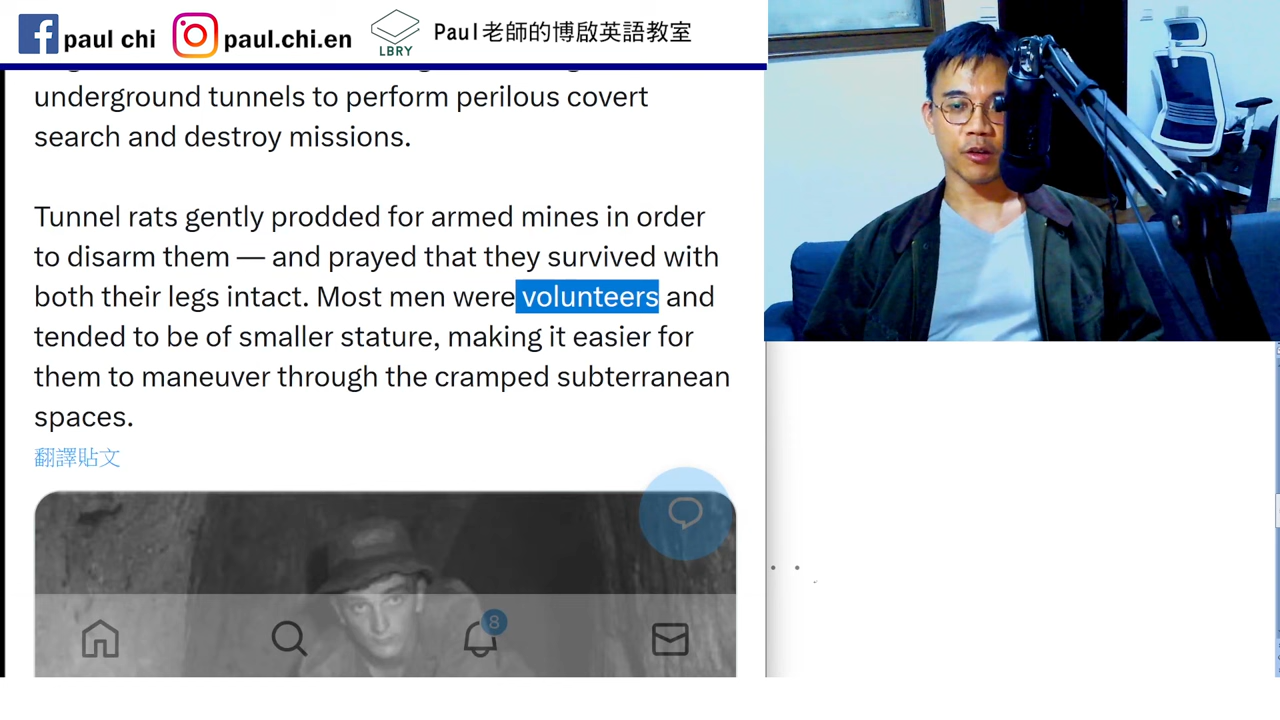 paul chi
paul.chi.en
LBRY
Paul老師的博啟英語教室
underground tunnels to perform perilous covert
search and destroy missions.
Tunnel rats gently prodded for armed mines in order
to disarm them — and prayed that they survived with
both their legs intact. Most men were volunteers and
tended to be of smaller stature, making it easier for
them to maneuver through the cramped subterranean
spaces.
翻譯貼文
8